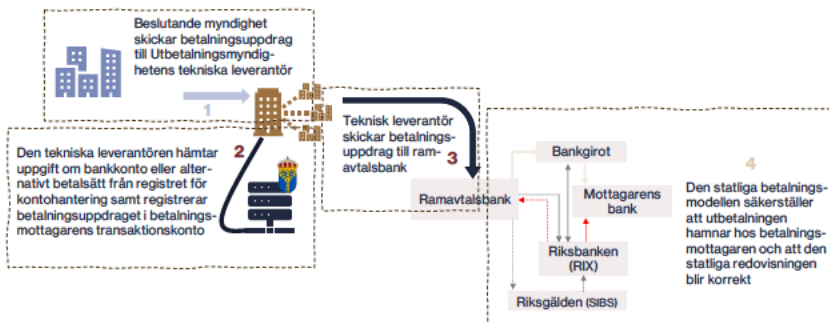 Beslutande myndighet
skickar betalningsuppdrag
till Utbetalningsmyndig-
hetens tekniska leverantör
1
2
Den tekniska leverantören hämtar
uppgift om bankkonto eller alter-
nativt betalsätt från registret för
kontohantering samt registrerar
betalningsuppdraget i betalnings-
mottagarens transaktionskonto
Teknisk leverantör
skickar betalnings-
uppdrag till ram-
avtalsbank
3
Ramavtalsbank
Bankgirot
Mottagarens
bank
Riksbanken
(RIX)
Riksgälden (SIBS)
4
Den statliga betalnings-
modellen säkerställer
att utbetalningen
hamnar hos betalnings-
mottagaren och att den
statliga redovisningen
blir korrekt